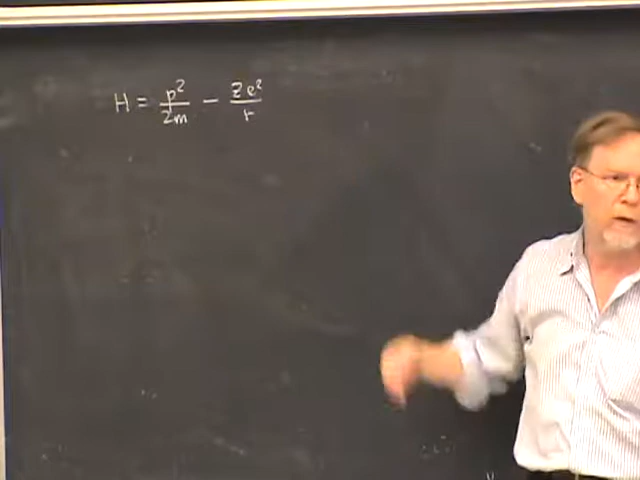 H = p²/2m − Ze²/r